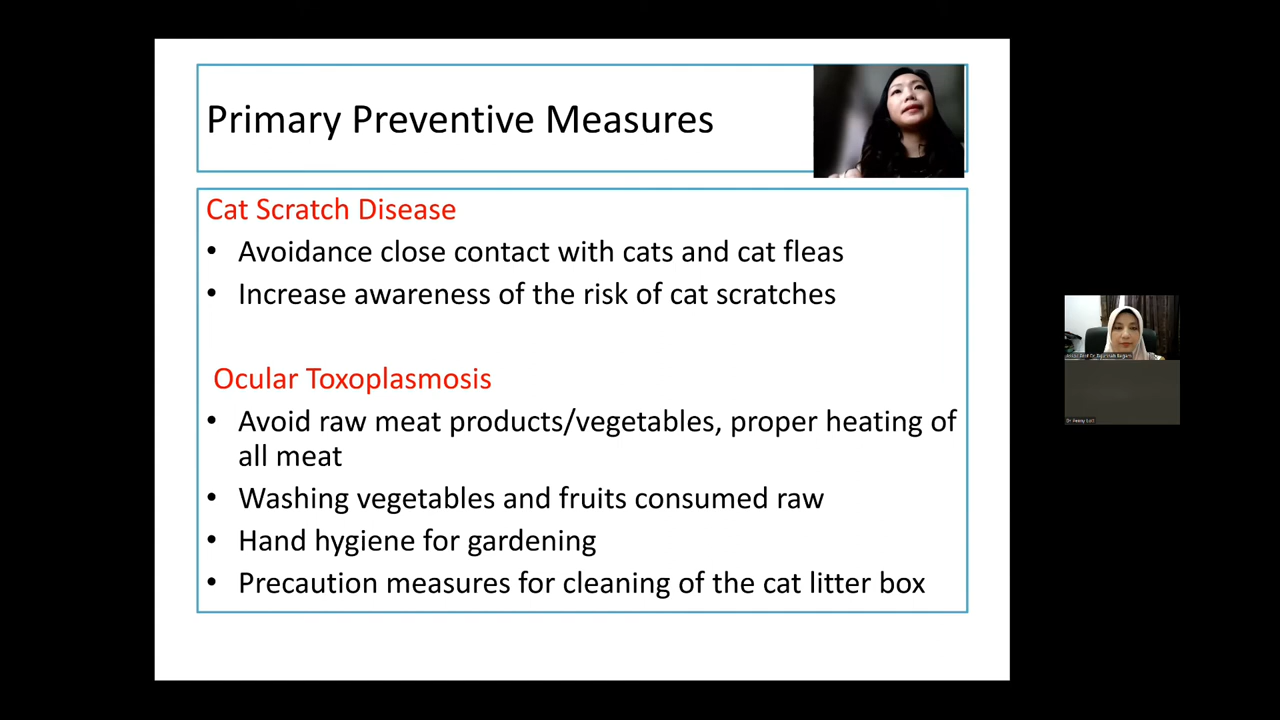 Primary Preventive Measures
Cat Scratch Disease
• Avoidance close contact with cats and cat fleas
• Increase awareness of the risk of cat scratches
Ocular Toxoplasmosis
• Avoid raw meat products/vegetables, proper heating of
all meat
• Washing vegetables and fruits consumed raw
• Hand hygiene for gardening
• Precaution measures for cleaning of the cat litter box